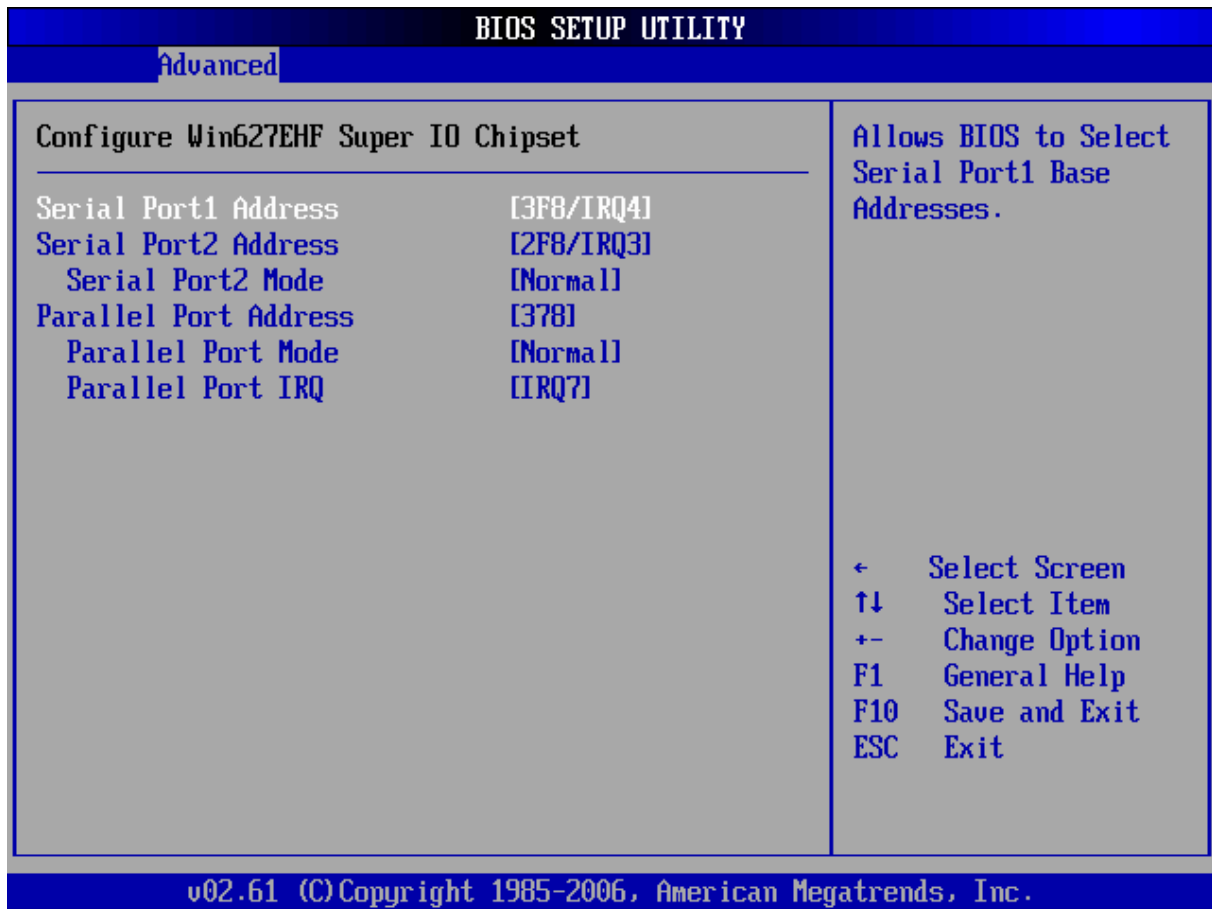 BIOS SETUP UTILITY
Advanced
Configure Win627EHF Super IO Chipset
Serial Port1 Address [3F8/IRQ4]
Serial Port2 Address [2F8/IRQ3]
Serial Port2 Mode [Normal]
Parallel Port Address [378]
Parallel Port Mode [Normal]
Parallel Port IRQ [IRQ7]
Allows BIOS to Select
Serial Port1 Base
Addresses.
← Select Screen
↑↓ Select Item
+- Change Option
F1 General Help
F10 Save and Exit
ESC Exit
v02.61 (C)Copyright 1985-2006, American Megatrends, Inc.